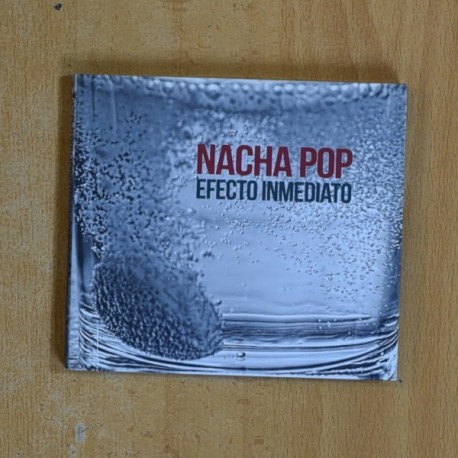 NACHA POP
EFECTO INMEDIATO